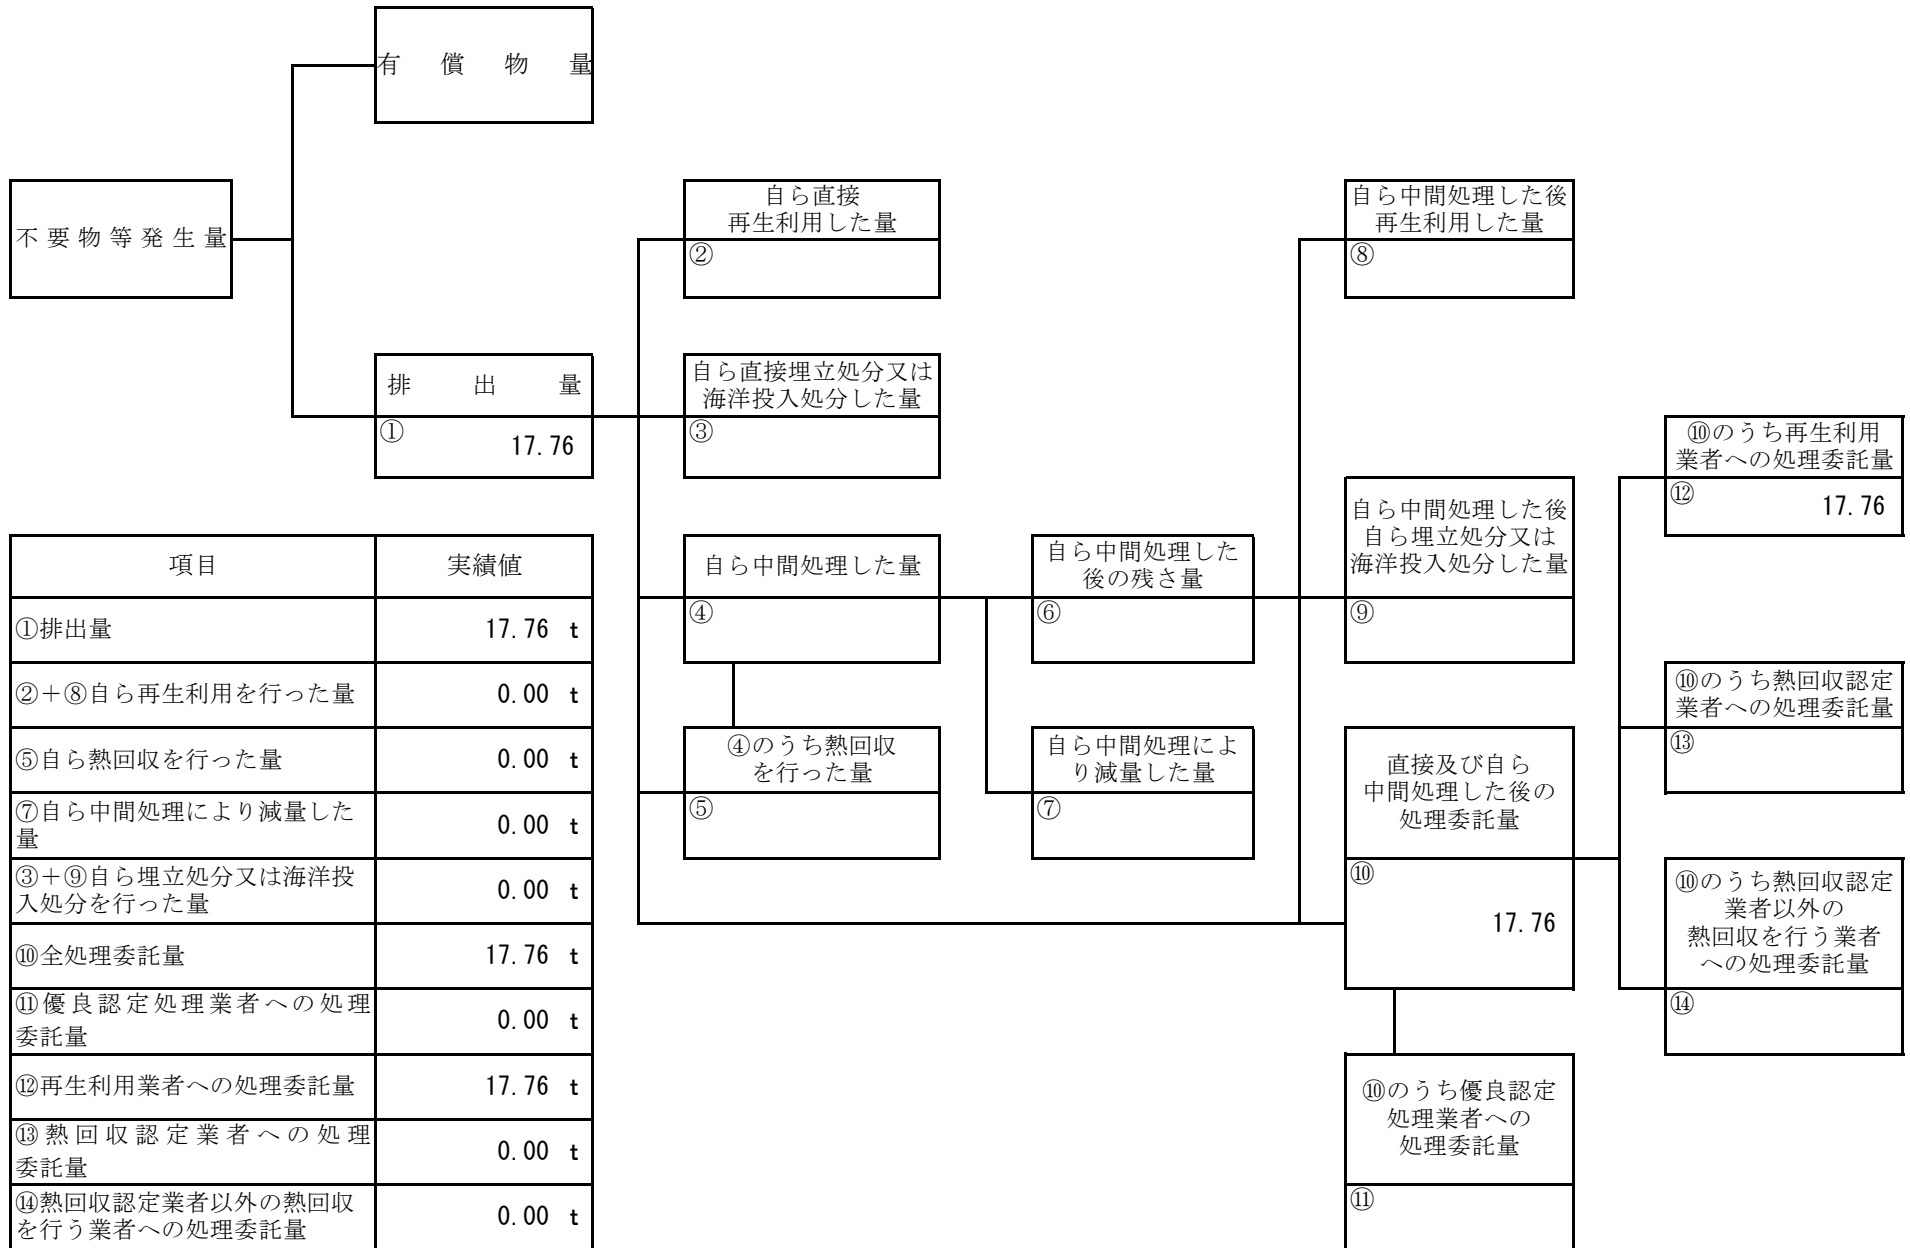 有償物量
不要物等発生量
排出量
①
17.76
自ら直接
再生利用した量
②
自ら直接埋立処分又は
海洋投入処分した量
③
自ら中間処理した量
④
④のうち熱回収
を行った量
⑤
自ら中間処理した
後の残さ量
⑥
自ら中間処理によ
り減量した量
⑦
自ら中間処理した後
再生利用した量
⑧
自ら中間処理した後
自ら埋立処分又は
海洋投入処分した量
⑨
直接及び自ら
中間処理した後の
処理委託量
⑩
17.76
⑩のうち優良認定
処理業者への
処理委託量
⑪
⑩のうち再生利用
業者への処理委託量
⑫
17.76
⑩のうち熱回収認定
業者への処理委託量
⑬
⑩のうち熱回収認定
業者以外の
熱回収を行う業者
への処理委託量
⑭
項目 実績値
①排出量 17.76 t
②＋⑧自ら再生利用を行った量 0.00 t
⑤自ら熱回収を行った量 0.00 t
⑦自ら中間処理により減量した
量 0.00 t
③＋⑨自ら埋立処分又は海洋投
入処分を行った量 0.00 t
⑩全処理委託量 17.76 t
⑪優良認定処理業者への処理
委託量 0.00 t
⑫再生利用業者への処理委託量 17.76 t
⑬熱回収認定業者への処理
委託量 0.00 t
⑭熱回収認定業者以外の熱回収
を行う業者への処理委託量 0.00 t